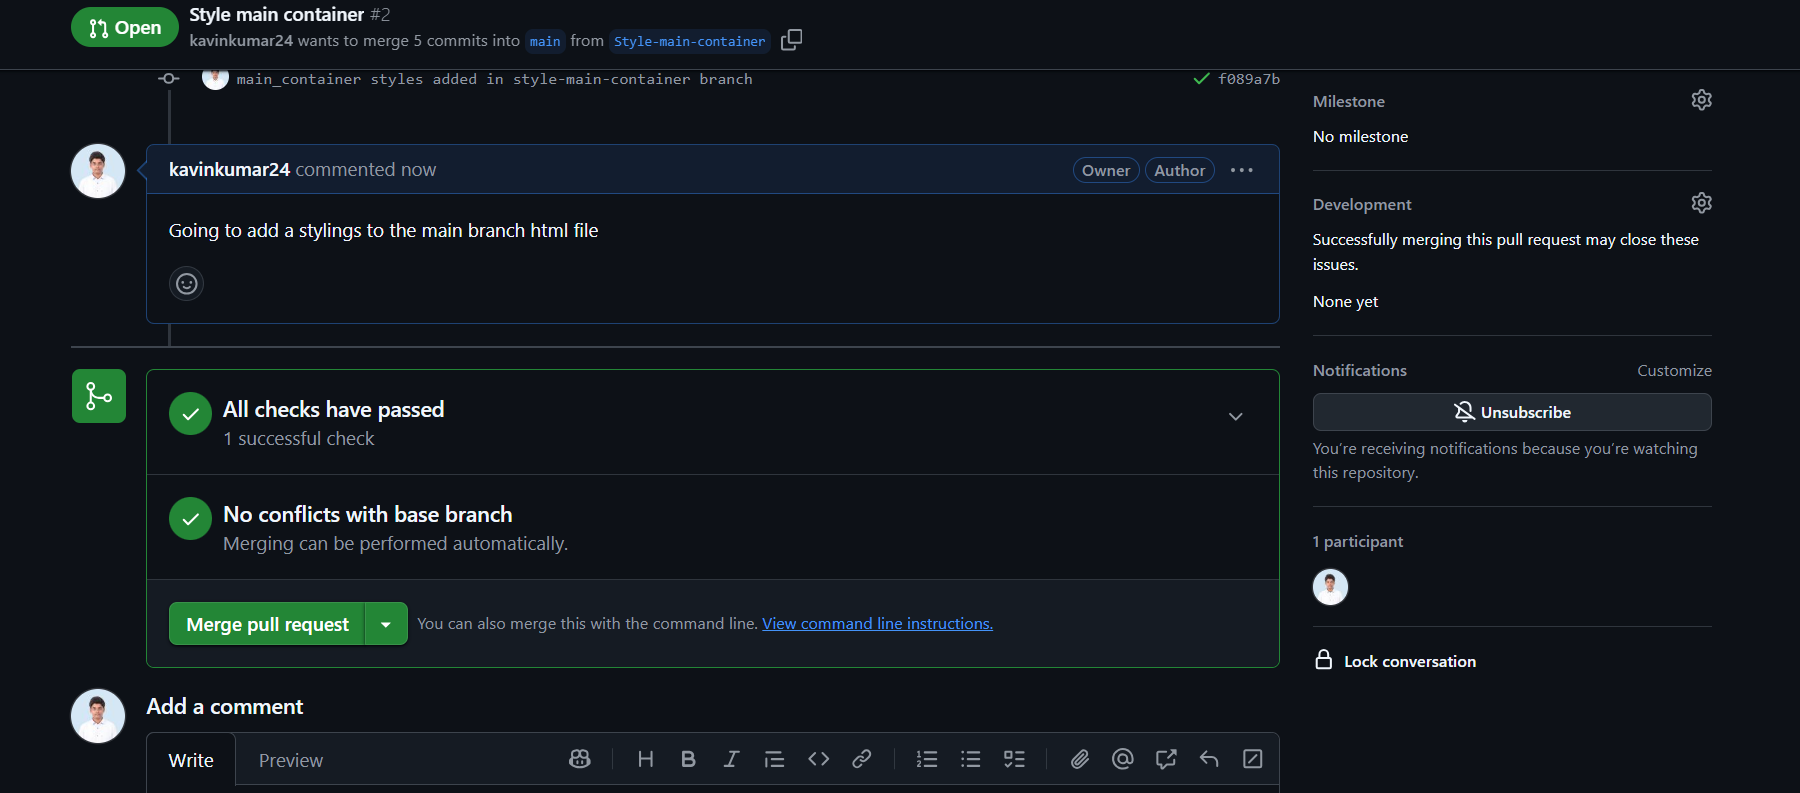 Open
Style main container #2
kavinkumar24 wants to merge 5 commits into main from Style-main-container
main_container styles added in style-main-container branch
f089a7b
kavinkumar24 commented now
Owner
Author
Going to add a stylings to the main branch html file
All checks have passed
1 successful check
No conflicts with base branch
Merging can be performed automatically.
Merge pull request
You can also merge this with the command line. View command line instructions.
Add a comment
Write
Preview
Milestone
No milestone
Development
Successfully merging this pull request may close these
issues.
None yet
Notifications
Customize
Unsubscribe
You’re receiving notifications because you’re watching
this repository.
1 participant
Lock conversation